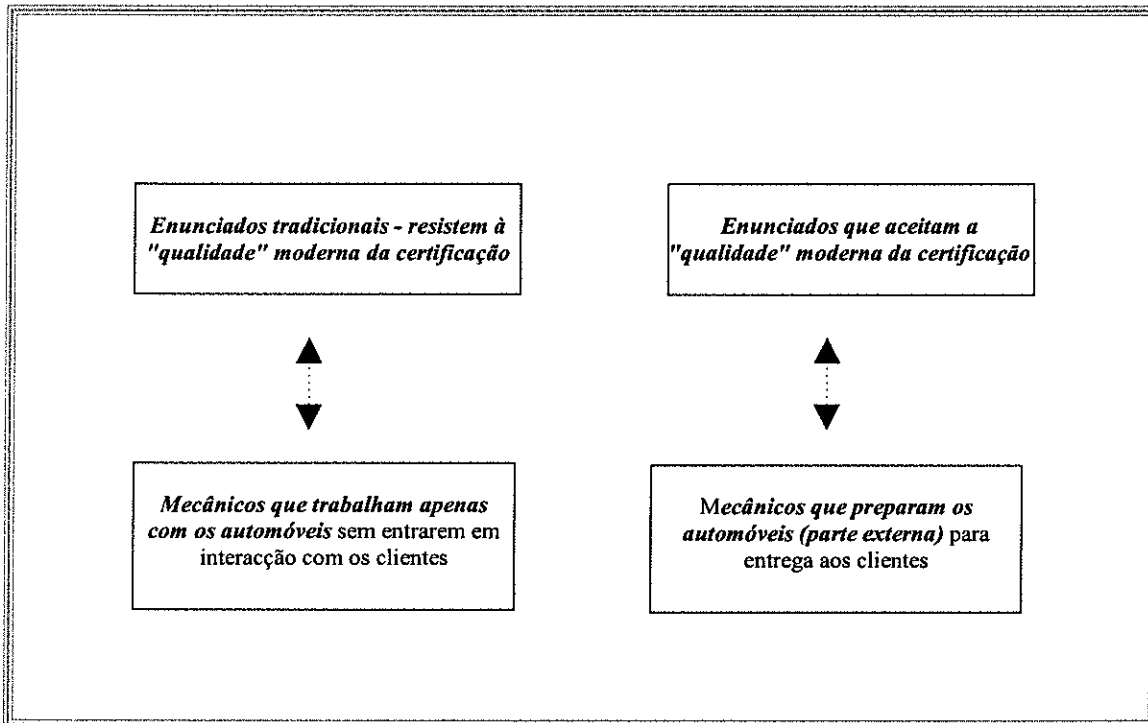 Enunciados tradicionais - resistem à
"qualidade" moderna da certificação
Enunciados que aceitam a
"qualidade" moderna da certificação
Mecânicos que trabalham apenas
com os automóveis sem entrarem em
interacção com os clientes
Mecânicos que preparam os
automóveis (parte externa) para
entrega aos clientes